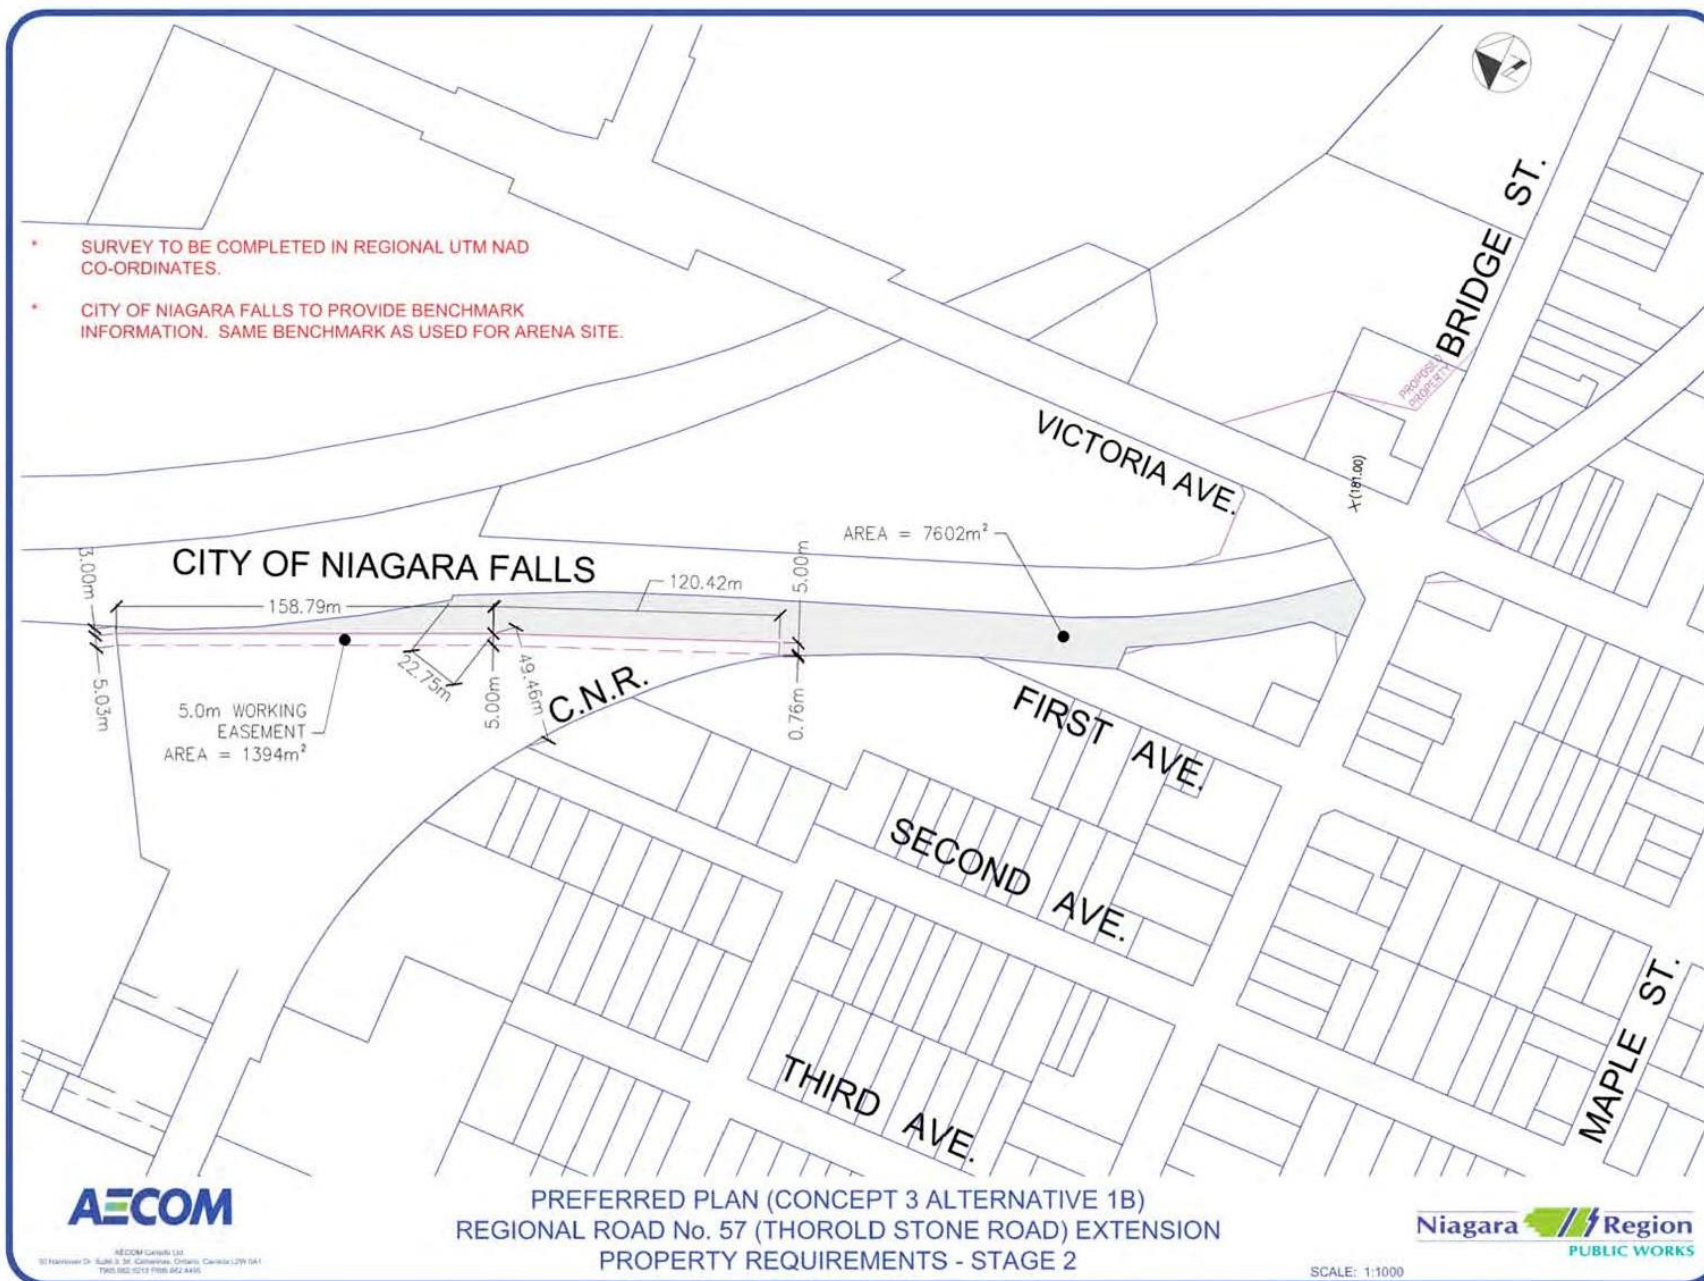 * SURVEY TO BE COMPLETED IN REGIONAL UTM NAD
CO-ORDINATES.
* CITY OF NIAGARA FALLS TO PROVIDE BENCHMARK
INFORMATION. SAME BENCHMARK AS USED FOR ARENA SITE.
BRIDGE ST.
PROPOSED
PROPERTY
VICTORIA AVE.
X(181.00)
AREA = 7602m²
CITY OF NIAGARA FALLS
3.00m
158.79m
120.42m
5.00m
5.03m
22.75m
5.00m
49.46m
C.N.R.
0.76m
5.0m WORKING
EASEMENT
AREA = 1394m²
FIRST AVE.
SECOND AVE.
THIRD AVE.
MAPLE ST.
AECOM
AECOM Canada Ltd.
PREFERRED PLAN (CONCEPT 3 ALTERNATIVE 1B)
REGIONAL ROAD No. 57 (THOROLD STONE ROAD) EXTENSION
PROPERTY REQUIREMENTS - STAGE 2
Niagara Region
PUBLIC WORKS
SCALE: 1:1000